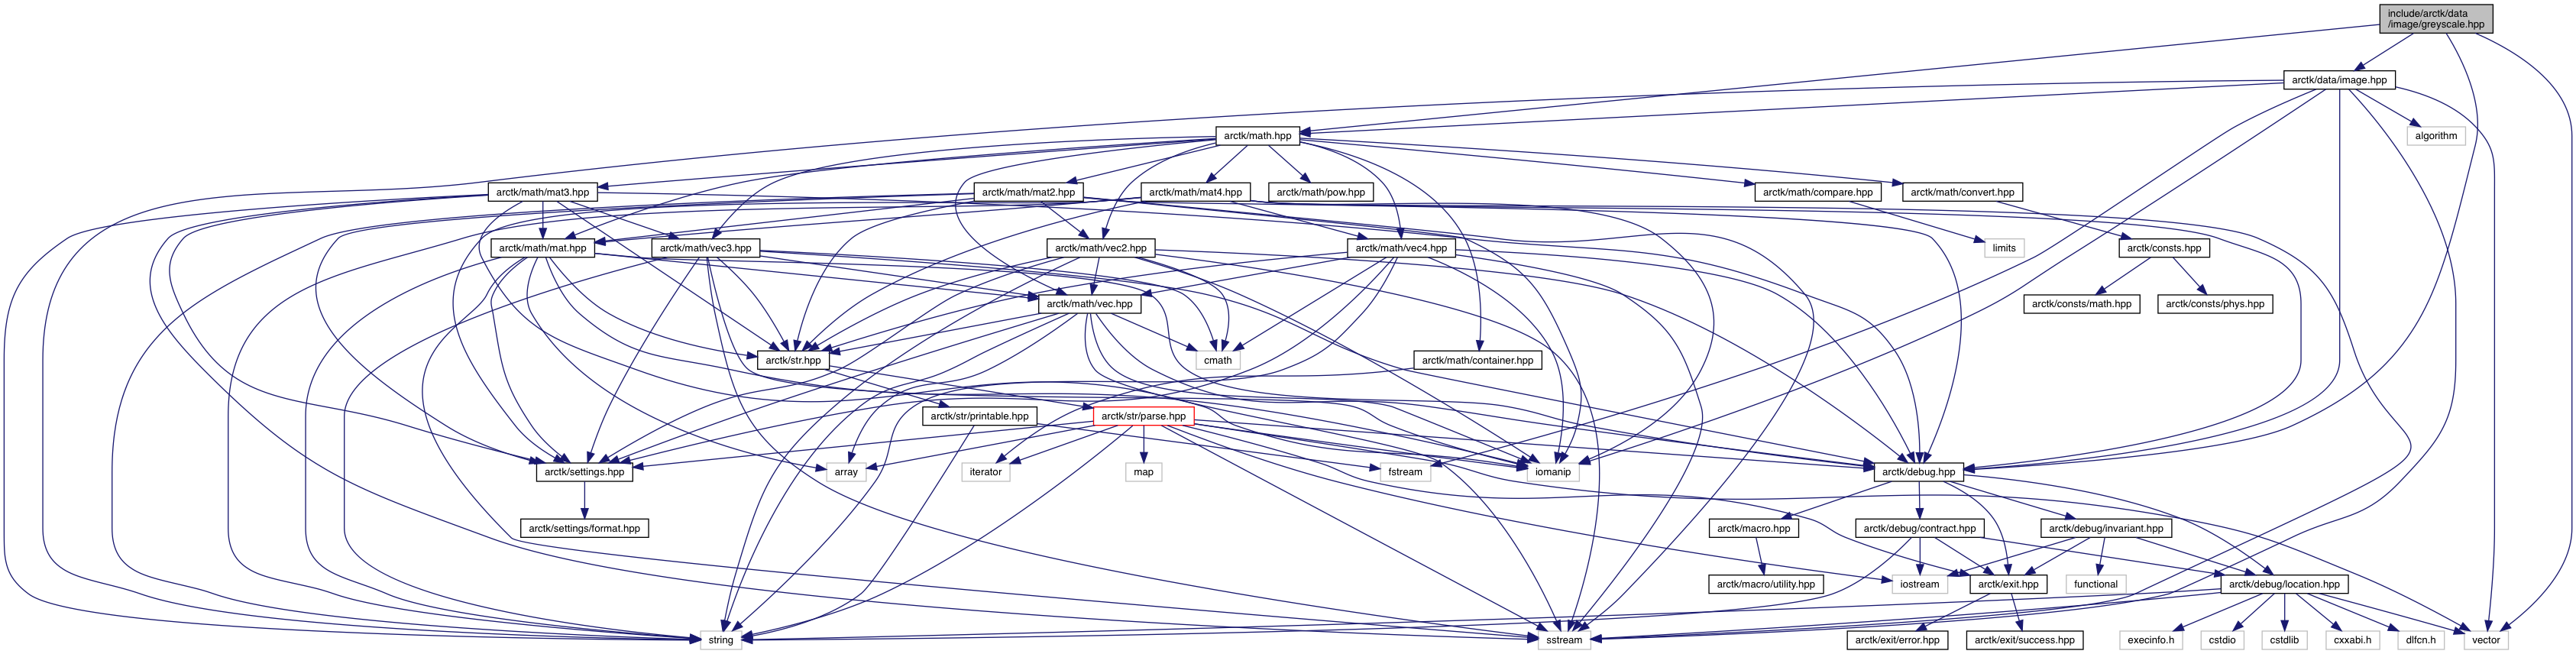 include/arctk/data
/image/greyscale.hpp
arctk/data/image.hpp
arctk/math.hpp
algorithm
arctk/math/mat3.hpp
arctk/math/mat2.hpp
arctk/math/mat4.hpp
arctk/math/pow.hpp
arctk/math/compare.hpp
arctk/math/convert.hpp
arctk/math/mat.hpp
arctk/math/vec3.hpp
arctk/math/vec2.hpp
arctk/math/vec4.hpp
limits
arctk/consts.hpp
arctk/math/vec.hpp
arctk/consts/math.hpp
arctk/consts/phys.hpp
arctk/str.hpp
cmath
arctk/math/container.hpp
arctk/str/printable.hpp
arctk/str/parse.hpp
arctk/settings.hpp
array
iterator
map
fstream
iomanip
arctk/debug.hpp
arctk/settings/format.hpp
arctk/macro.hpp
arctk/debug/contract.hpp
arctk/debug/invariant.hpp
arctk/macro/utility.hpp
iostream
arctk/exit.hpp
functional
arctk/debug/location.hpp
string
sstream
arctk/exit/error.hpp
arctk/exit/success.hpp
execinfo.h
cstdio
cstdlib
cxxabi.h
dlfcn.h
vector